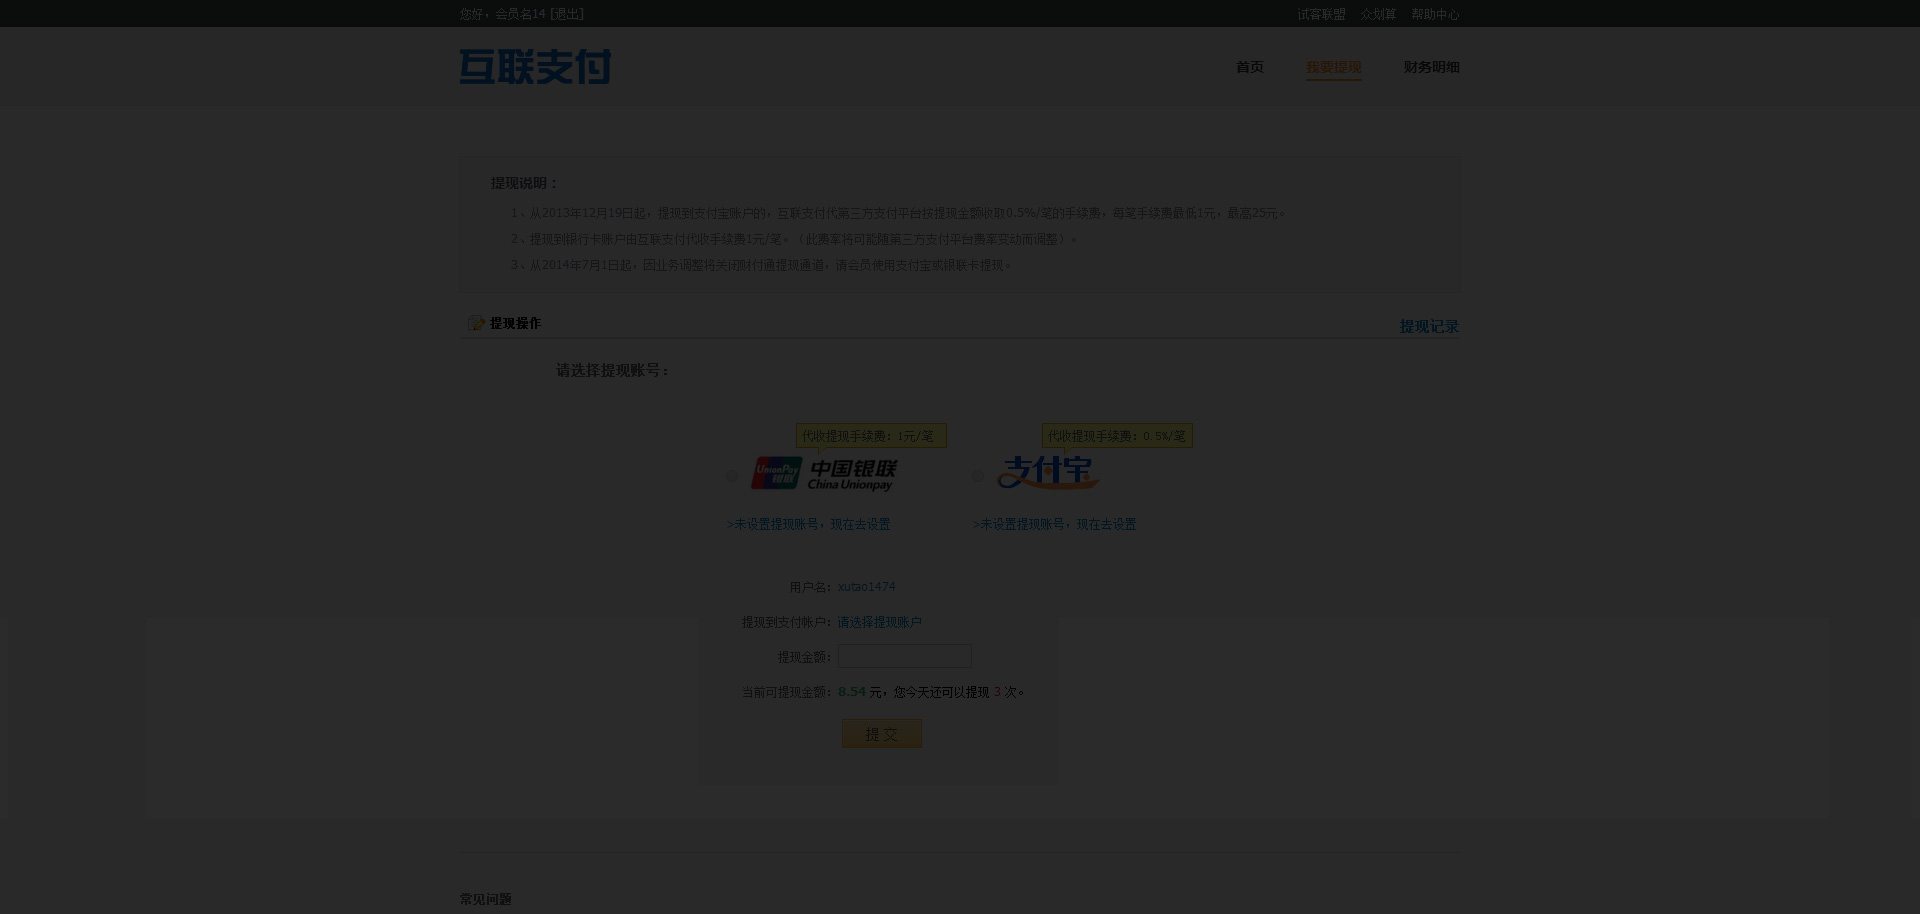 您好，会员名14 [退出] 试客联盟 众划算 帮助中心
互联支付 首页 我要提现 财务明细
提现说明：
1、从2013年12月19日起，提现到支付宝账户的，互联支付代第三方支付平台按提现金额收取0.5%/笔的手续费，每笔手续费最低1元，最高25元。
2、提现到银行卡账户由互联支付代收手续费1元/笔。（此费率将可能随第三方支付平台费率变动而调整）。
3、从2014年7月1日起，因业务调整将关闭财付通提现通道，请会员使用支付宝或银联卡提现。
提现操作 提现记录
请选择提现账号：
代收提现手续费：1元/笔 代收提现手续费：0.5%/笔
UnionPay 银联 中国银联 China Unionpay 支付宝
>未设置提现账号，现在去设置 >未设置提现账号，现在去设置
用户名：xutao1474
提现到支付帐户：请选择提现账户
提现金额：
当前可提现金额：8.54 元，您今天还可以提现 3 次。
提 交
常见问题